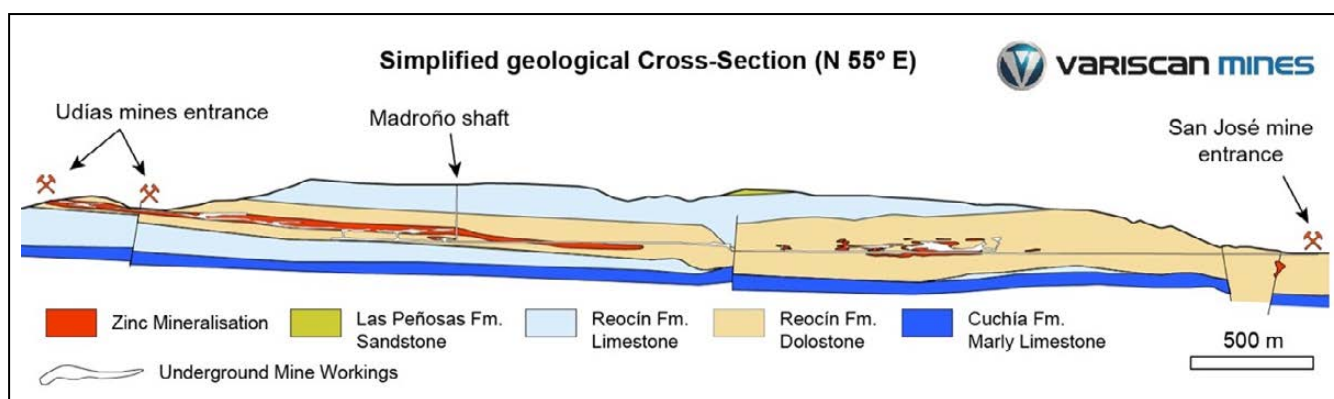 Simplified geological Cross-Section (N 55º E)
VARISCAN MINES
Udías mines entrance
Madroño shaft
San José mine
entrance
Zinc Mineralisation
Las Peñosas Fm.
Sandstone
Reocín Fm.
Limestone
Reocín Fm.
Dolostone
Cuchía Fm.
Marly Limestone
500 m
Underground Mine Workings